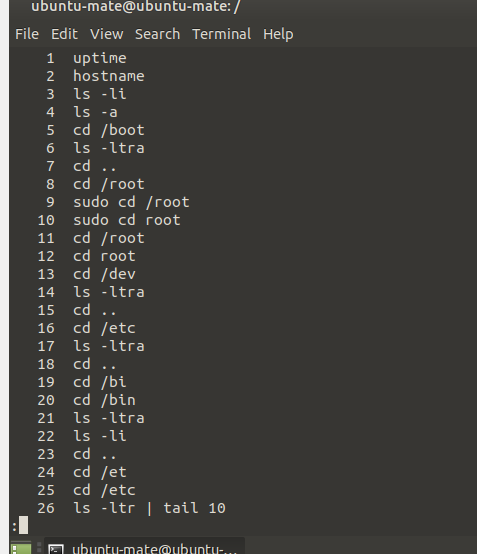 ubuntu-mate@ubuntu-mate: /
File Edit View Search Terminal Help
1 uptime
2 hostname
3 ls -li
4 ls -a
5 cd /boot
6 ls -ltra
7 cd ..
8 cd /root
9 sudo cd /root
10 sudo cd root
11 cd /root
12 cd root
13 cd /dev
14 ls -ltra
15 cd ..
16 cd /etc
17 ls -ltra
18 cd ..
19 cd /bi
20 cd /bin
21 ls -ltra
22 ls -li
23 cd ..
24 cd /et
25 cd /etc
26 ls -ltr | tail 10
:
ubuntu-mate@ubuntu-...